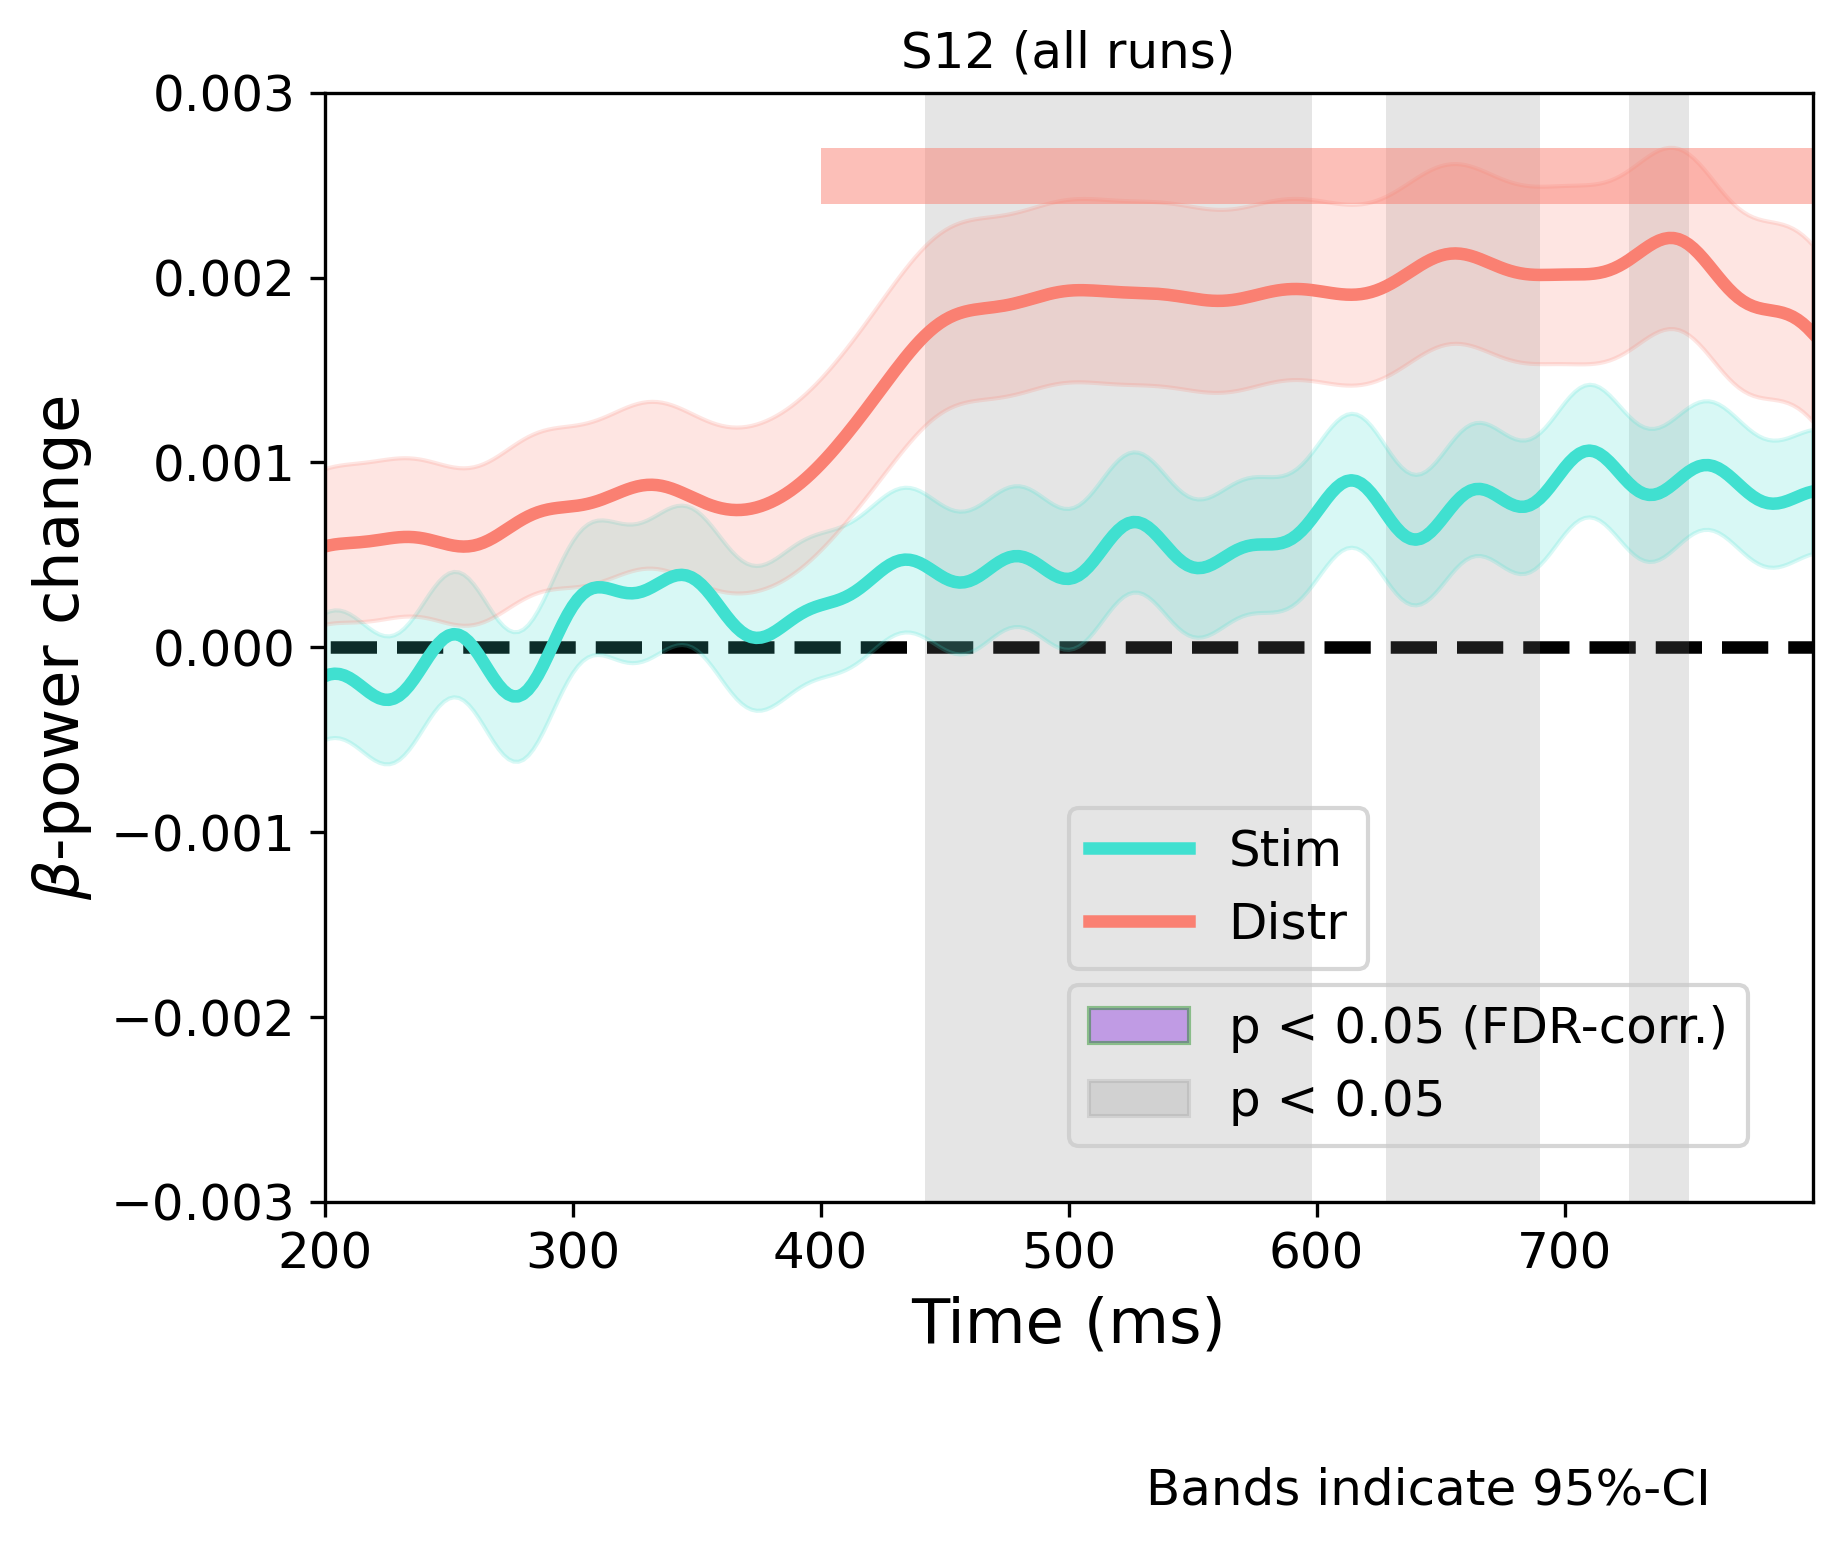 S12 (all runs)
0.003
0.002
0.001
0.000
−0.001
−0.002
−0.003
β-power change
Stim
Distr
p < 0.05 (FDR-corr.)
p < 0.05
200 300 400 500 600 700
Time (ms)
Bands indicate 95%-CI